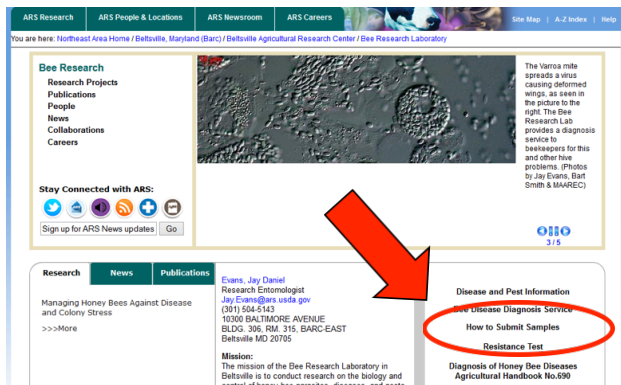 ARS Research
ARS People & Locations
ARS Newsroom
ARS Careers
Site Map | A-Z Index | Help
You are here: Northeast Area Home / Beltsville, Maryland (Barc) / Beltsville Agricultural Research Center / Bee Research Laboratory
Bee Research
Research Projects
Publications
People
News
Collaborations
Careers
Stay Connected with ARS:
Sign up for ARS News updates Go
The Varroa mite
spreads a virus
causing deformed
wings, as seen in
the picture to the
right. The Bee
Research Lab
provides a diagnosis
service to
beekeepers for this
and other hive
problems. (Photos
by Jay Evans, Bart
Smith & MAAREC)
3 / 5
Research
News
Publications
Managing Honey Bees Against Disease
and Colony Stress
>>>More
Evans, Jay Daniel
Research Entomologist
Jay.Evans@ars.usda.gov
(301) 504-5143
10300 BALTIMORE AVENUE
BLDG. 306, RM. 315, BARC-EAST
Beltsville MD 20705
Mission:
The mission of the Bee Research Laboratory in
Beltsville is to conduct research on the biology and
control of honey bee parasites, diseases, and pests
Disease and Pest Information
Bee Disease Diagnosis Service
How to Submit Samples
Resistance Test
Diagnosis of Honey Bee Diseases
Agricultural Handbook No.690